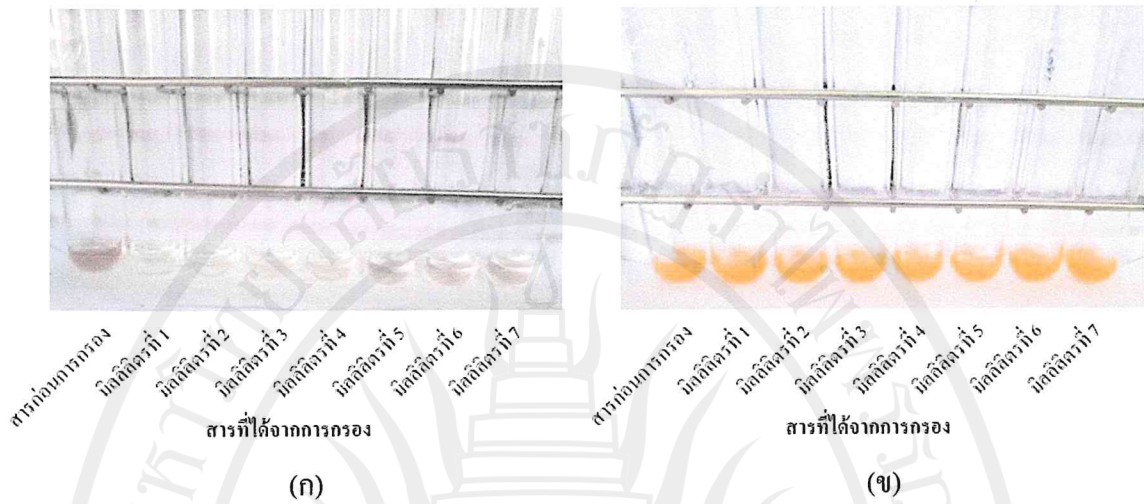 สารก่อนการกรอง
มิลลิลิตรที่ 1
มิลลิลิตรที่ 2
มิลลิลิตรที่ 3
มิลลิลิตรที่ 4
มิลลิลิตรที่ 5
มิลลิลิตรที่ 6
มิลลิลิตรที่ 7
สารที่ได้จากการกรอง
(ก)
สารก่อนการกรอง
มิลลิลิตรที่ 1
มิลลิลิตรที่ 2
มิลลิลิตรที่ 3
มิลลิลิตรที่ 4
มิลลิลิตรที่ 5
มิลลิลิตรที่ 6
มิลลิลิตรที่ 7
สารที่ได้จากการกรอง
(ข)